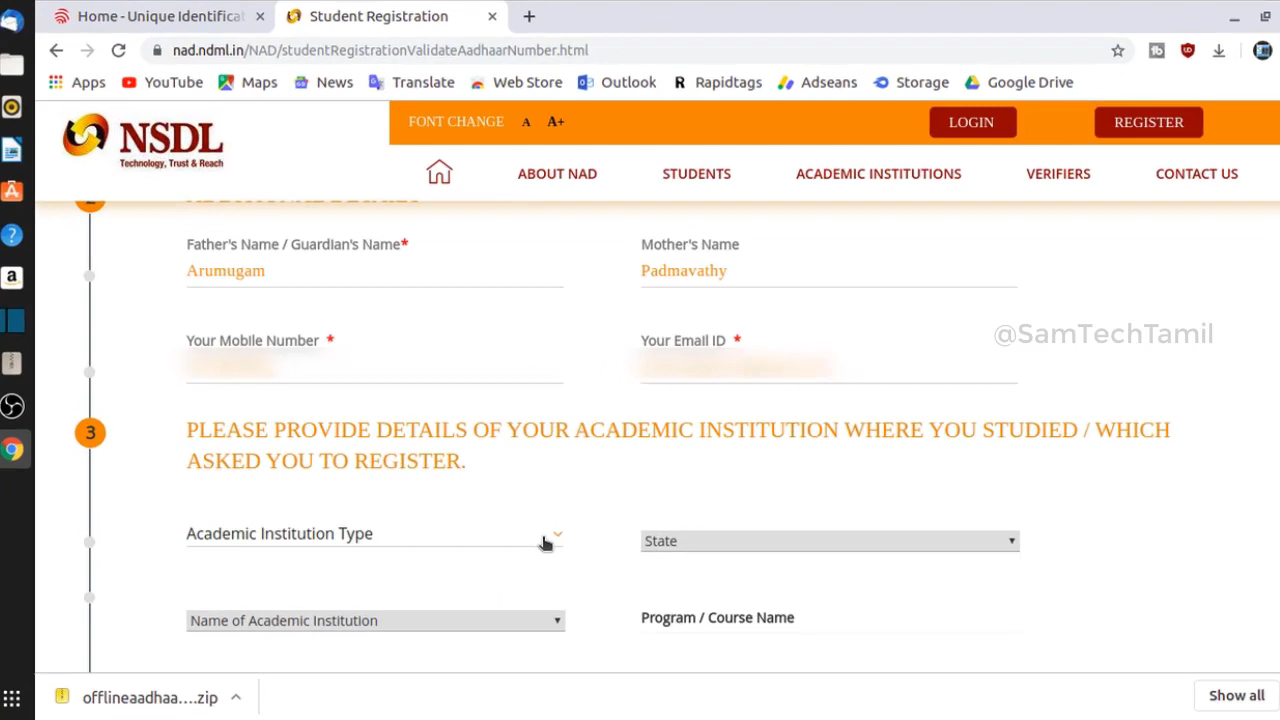 Home - Unique Identificat
Student Registration
nad.ndml.in/NAD/studentRegistrationValidateAadhaarNumber.html
Apps YouTube Maps News Translate Web Store Outlook Rapidtags Adseans Storage Google Drive
NSDL
Technology, Trust & Reach
FONT CHANGE A A+
LOGIN
REGISTER
ABOUT NAD STUDENTS ACADEMIC INSTITUTIONS VERIFIERS CONTACT US
Father's Name / Guardian's Name*
Mother's Name
Arumugam
Padmavathy
Your Mobile Number *
Your Email ID *
@SamTechTamil
3
PLEASE PROVIDE DETAILS OF YOUR ACADEMIC INSTITUTION WHERE YOU STUDIED / WHICH
ASKED YOU TO REGISTER.
Academic Institution Type
State
Name of Academic Institution
Program / Course Name
offlineaadhaa....zip
Show all